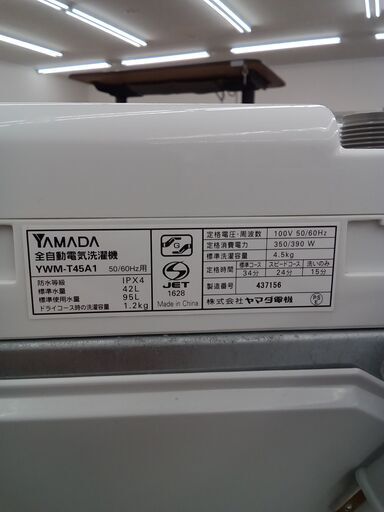 YAMADA
全自動電気洗濯機
YWM-T45A1 50/60Hz用
防水等級 IPX4
標準水量 42L
標準使用水量 95L
ドライコース時の洗濯容量 1.2kg
G
JET
1628
Made in China
定格電圧・周波数 100V 50/60Hz
定格消費電力 350/390 W
標準洗濯容量 4.5kg
定格時間 標準コース スピードコース 洗いのみ
34分 24分 15分
製造番号 437156
株式会社ヤマダ電機
PS
E